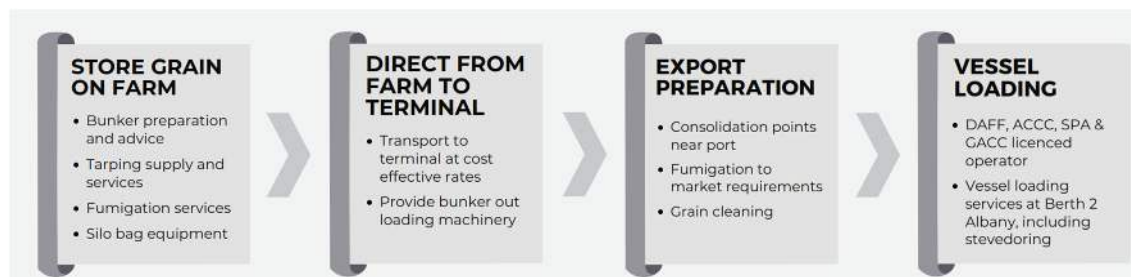 STORE GRAIN
ON FARM
• Bunker preparation
and advice
• Tarping supply and
services
• Fumigation services
• Silo bag equipment
DIRECT FROM
FARM TO
TERMINAL
• Transport to
terminal at cost
effective rates
• Provide bunker out
loading machinery
EXPORT
PREPARATION
• Consolidation points
near port
• Fumigation to
market requirements
• Grain cleaning
VESSEL
LOADING
• DAFF, ACCC, SPA &
GACC licenced
operator
• Vessel loading
services at Berth 2
Albany, including
stevedoring